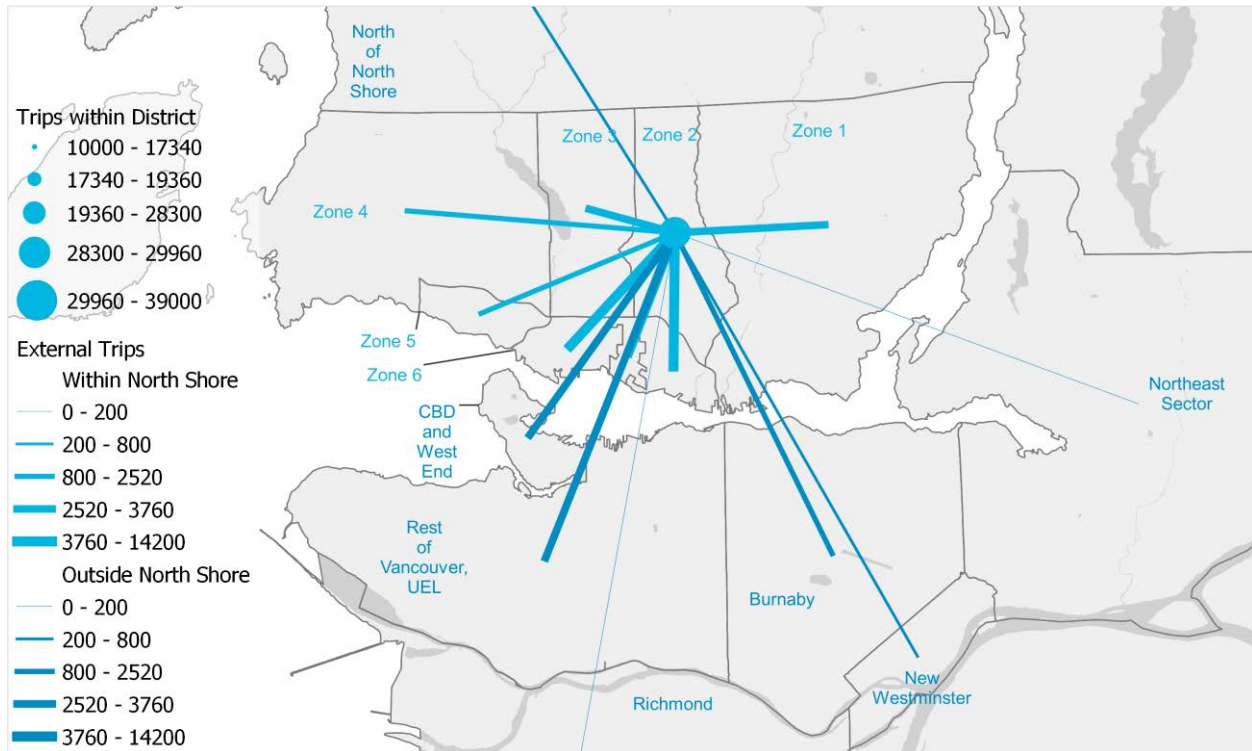 Trips within District
10000 - 17340
17340 - 19360
19360 - 28300
28300 - 29960
29960 - 39000
External Trips
Within North Shore
0 - 200
200 - 800
800 - 2520
2520 - 3760
3760 - 14200
Outside North Shore
0 - 200
200 - 800
800 - 2520
2520 - 3760
3760 - 14200
North
of
North
Shore
Zone 3
Zone 2
Zone 1
Zone 4
Zone 5
Zone 6
CBD
and
West
End
Northeast
Sector
Rest
of
Vancouver,
UEL
Burnaby
Richmond
New
Westminster